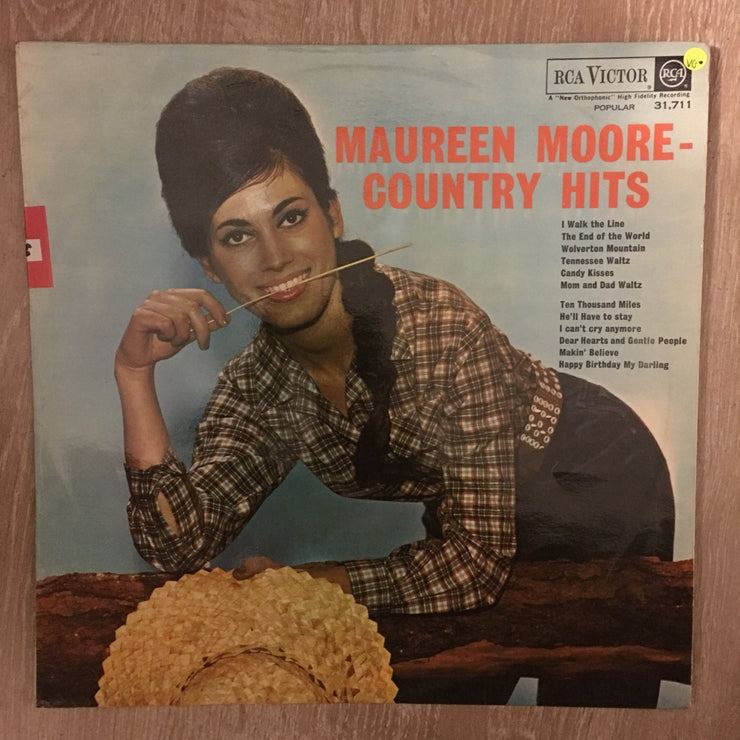 RCA VICTOR
RCA
VG+
A "New Orthophonic" High Fidelity Recording
POPULAR 31,711
MAUREEN MOORE-
COUNTRY HITS
I Walk the Line
The End of the World
Wolverton Mountain
Tennessee Waltz
Candy Kisses
Mom and Dad Waltz
Ten Thousand Miles
He'll Have to stay
I can't cry anymore
Dear Hearts and Gentle People
Makin' Believe
Happy Birthday My Darling